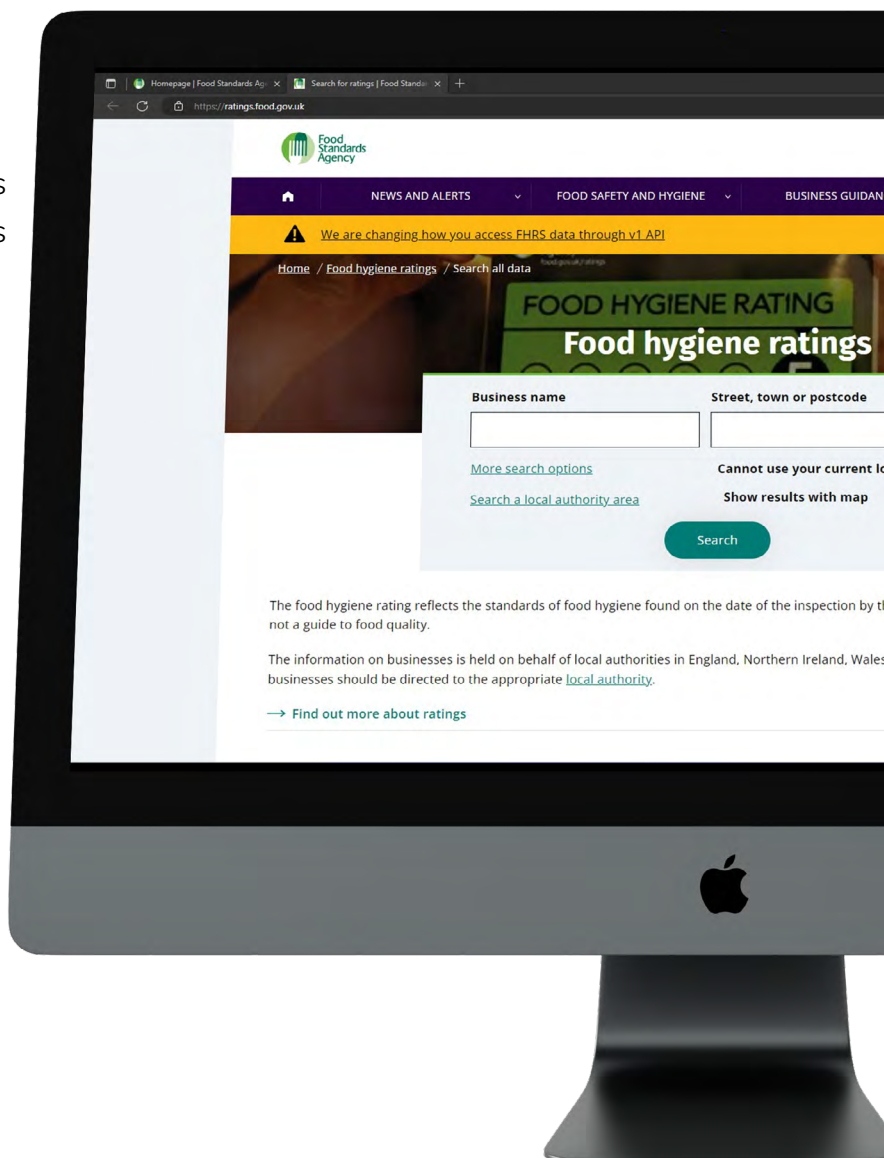 Homepage | Food Standards Ag
Search for ratings | Food Standa
https://ratings.food.gov.uk
Food
Standards
Agency
NEWS AND ALERTS
FOOD SAFETY AND HYGIENE
BUSINESS GUIDAN
We are changing how you access FHRS data through v1 API
Home / Food hygiene ratings / Search all data
food.gov.uk/ratings
FOOD HYGIENE RATING
Food hygiene ratings
Business name
Street, town or postcode
More search options
Cannot use your current lo
Search a local authority area
Show results with map
Search
The food hygiene rating reflects the standards of food hygiene found on the date of the inspection by th
not a guide to food quality.
The information on businesses is held on behalf of local authorities in England, Northern Ireland, Wales
businesses should be directed to the appropriate local authority.
→ Find out more about ratings
s
s